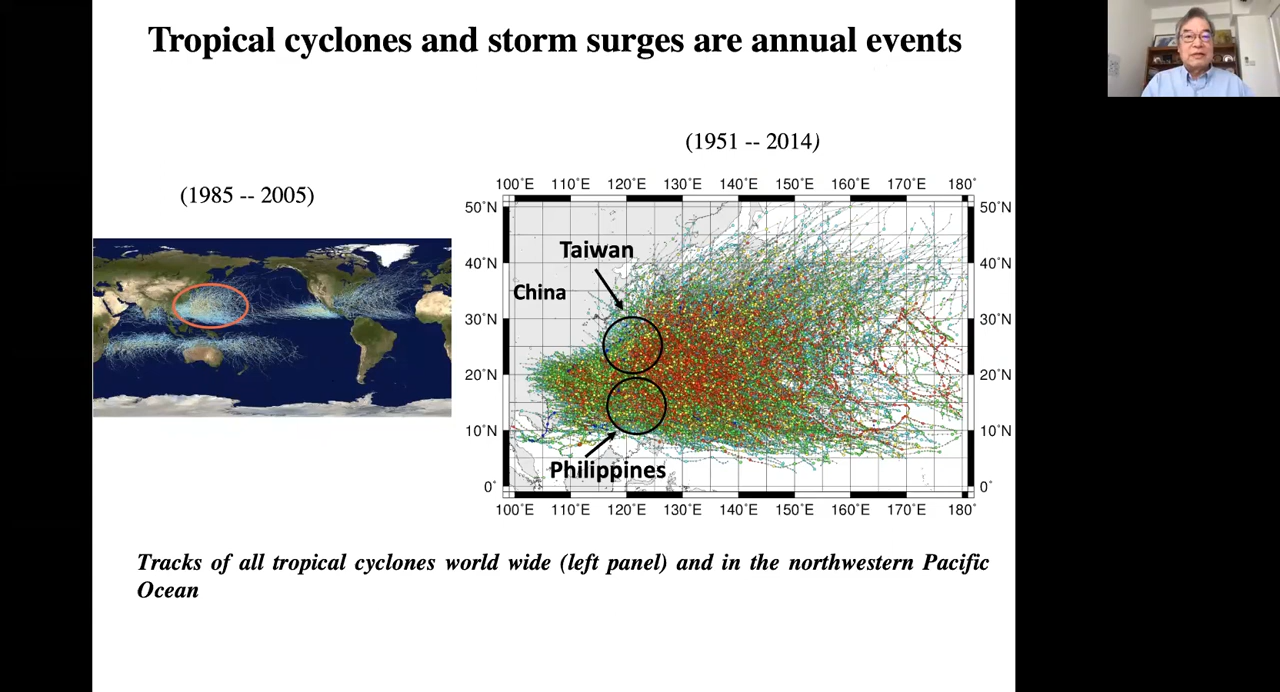 Tropical cyclones and storm surges are annual events
(1951 -- 2014)
(1985 -- 2005)
100°E 110°E 120°E 130°E 140°E 150°E 160°E 170°E 180°
50°N 50°N
Taiwan
40°N 40°N
China
30°N 30°N
20°N 20°N
10°N 10°N
Philippines
0° 0°
100°E 110°E 120°E 130°E 140°E 150°E 160°E 170°E 180°
Tracks of all tropical cyclones world wide (left panel) and in the northwestern Pacific
Ocean